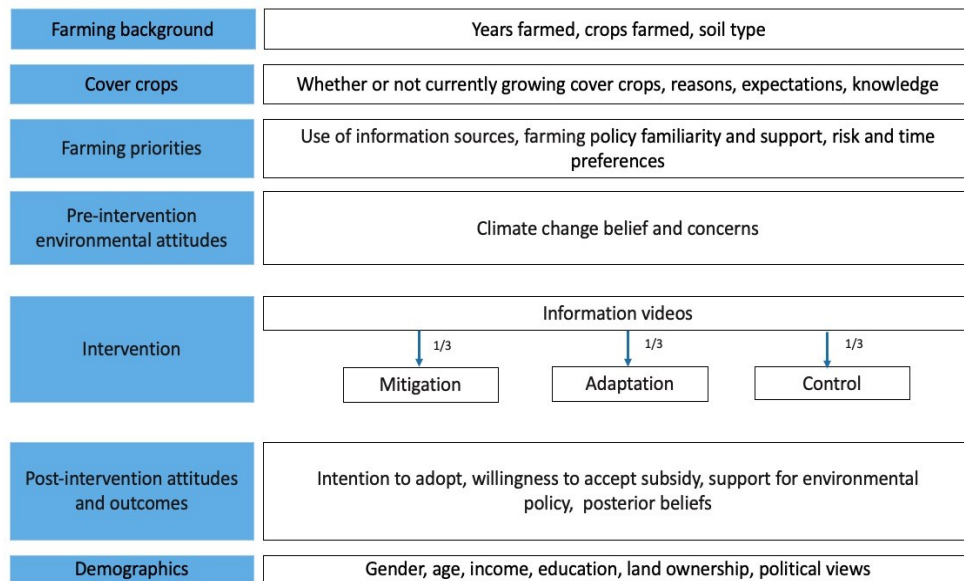 Farming background
Years farmed, crops farmed, soil type
Cover crops
Whether or not currently growing cover crops, reasons, expectations, knowledge
Farming priorities
Use of information sources, farming policy familiarity and support, risk and time
preferences
Pre-intervention
environmental attitudes
Climate change belief and concerns
Intervention
Information videos
1/3
1/3
1/3
Mitigation
Adaptation
Control
Post-intervention attitudes
and outcomes
Intention to adopt, willingness to accept subsidy, support for environmental
policy, posterior beliefs
Demographics
Gender, age, income, education, land ownership, political views